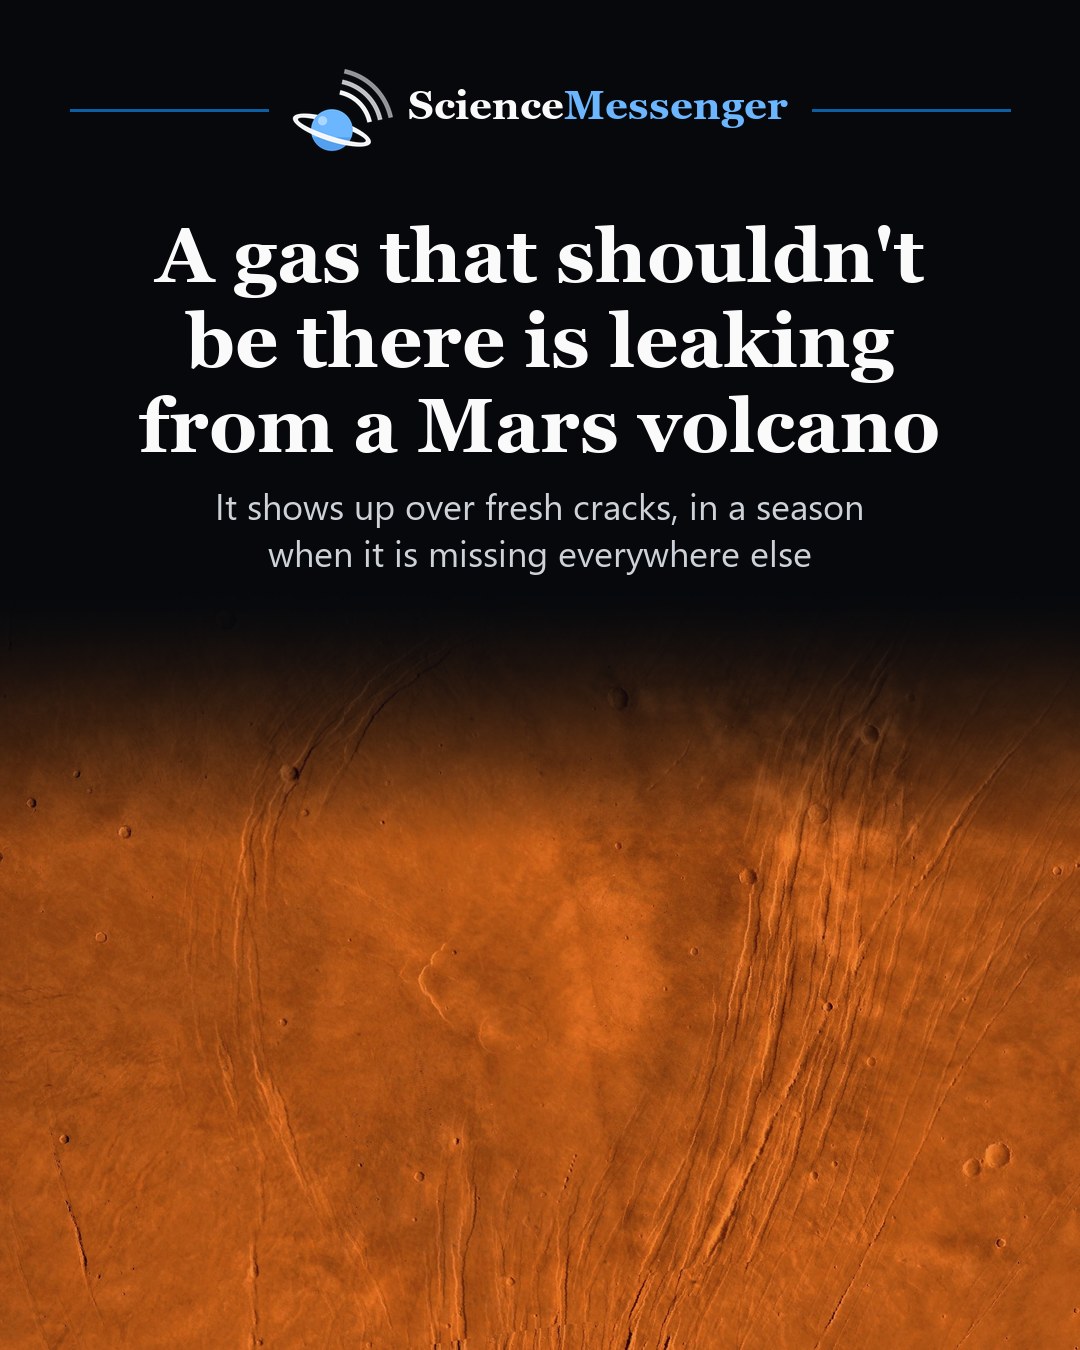 ScienceMessenger
A gas that shouldn't
be there is leaking
from a Mars volcano
It shows up over fresh cracks, in a season
when it is missing everywhere else